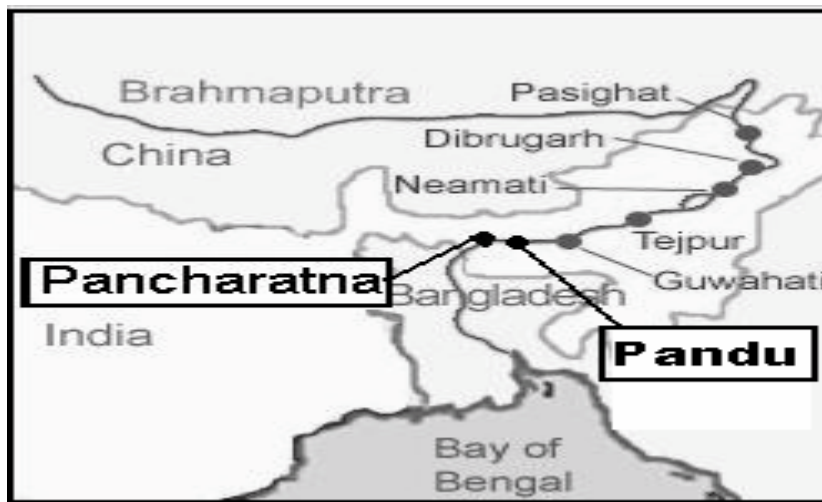 Brahmaputra
Pasighat
China
Dibrugarh
Neamati
Tejpur
Pancharatna
Guwahati
Bangladesh
India
Pandu
Bay of
Bengal